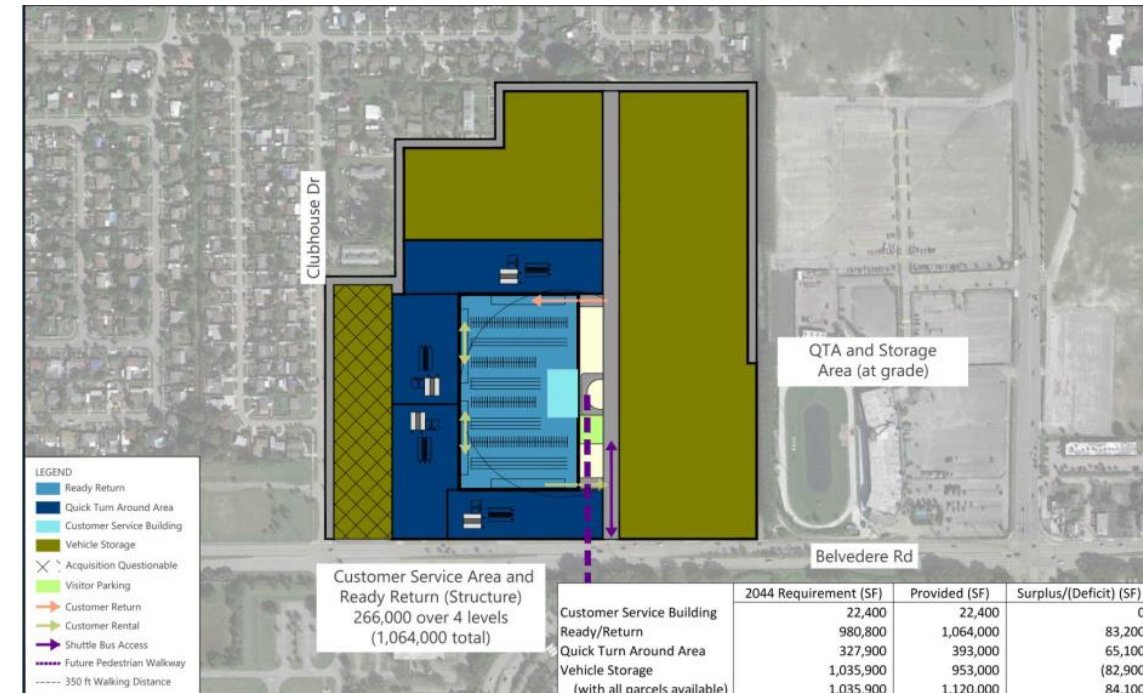 Clubhouse Dr
QTA and Storage
Area (at grade)
Belvedere Rd
LEGEND
Ready Return
Quick Turn Around Area
Customer Service Building
Vehicle Storage
Acquisition Questionable
Visitor Parking
Customer Return
Customer Rental
Shuttle Bus Access
Future Pedestrian Walkway
350 ft Walking Distance
Customer Service Area and
Ready Return (Structure)
266,000 over 4 levels
(1,064,000 total)
2044 Requirement (SF) Provided (SF) Surplus/(Deficit) (SF)
Customer Service Building 22,400 22,400 0
Ready/Return 980,800 1,064,000 83,200
Quick Turn Around Area 327,900 393,000 65,100
Vehicle Storage 1,035,900 953,000 (82,900
(with all parcels available) 1,035,900 1,120,000 84,100